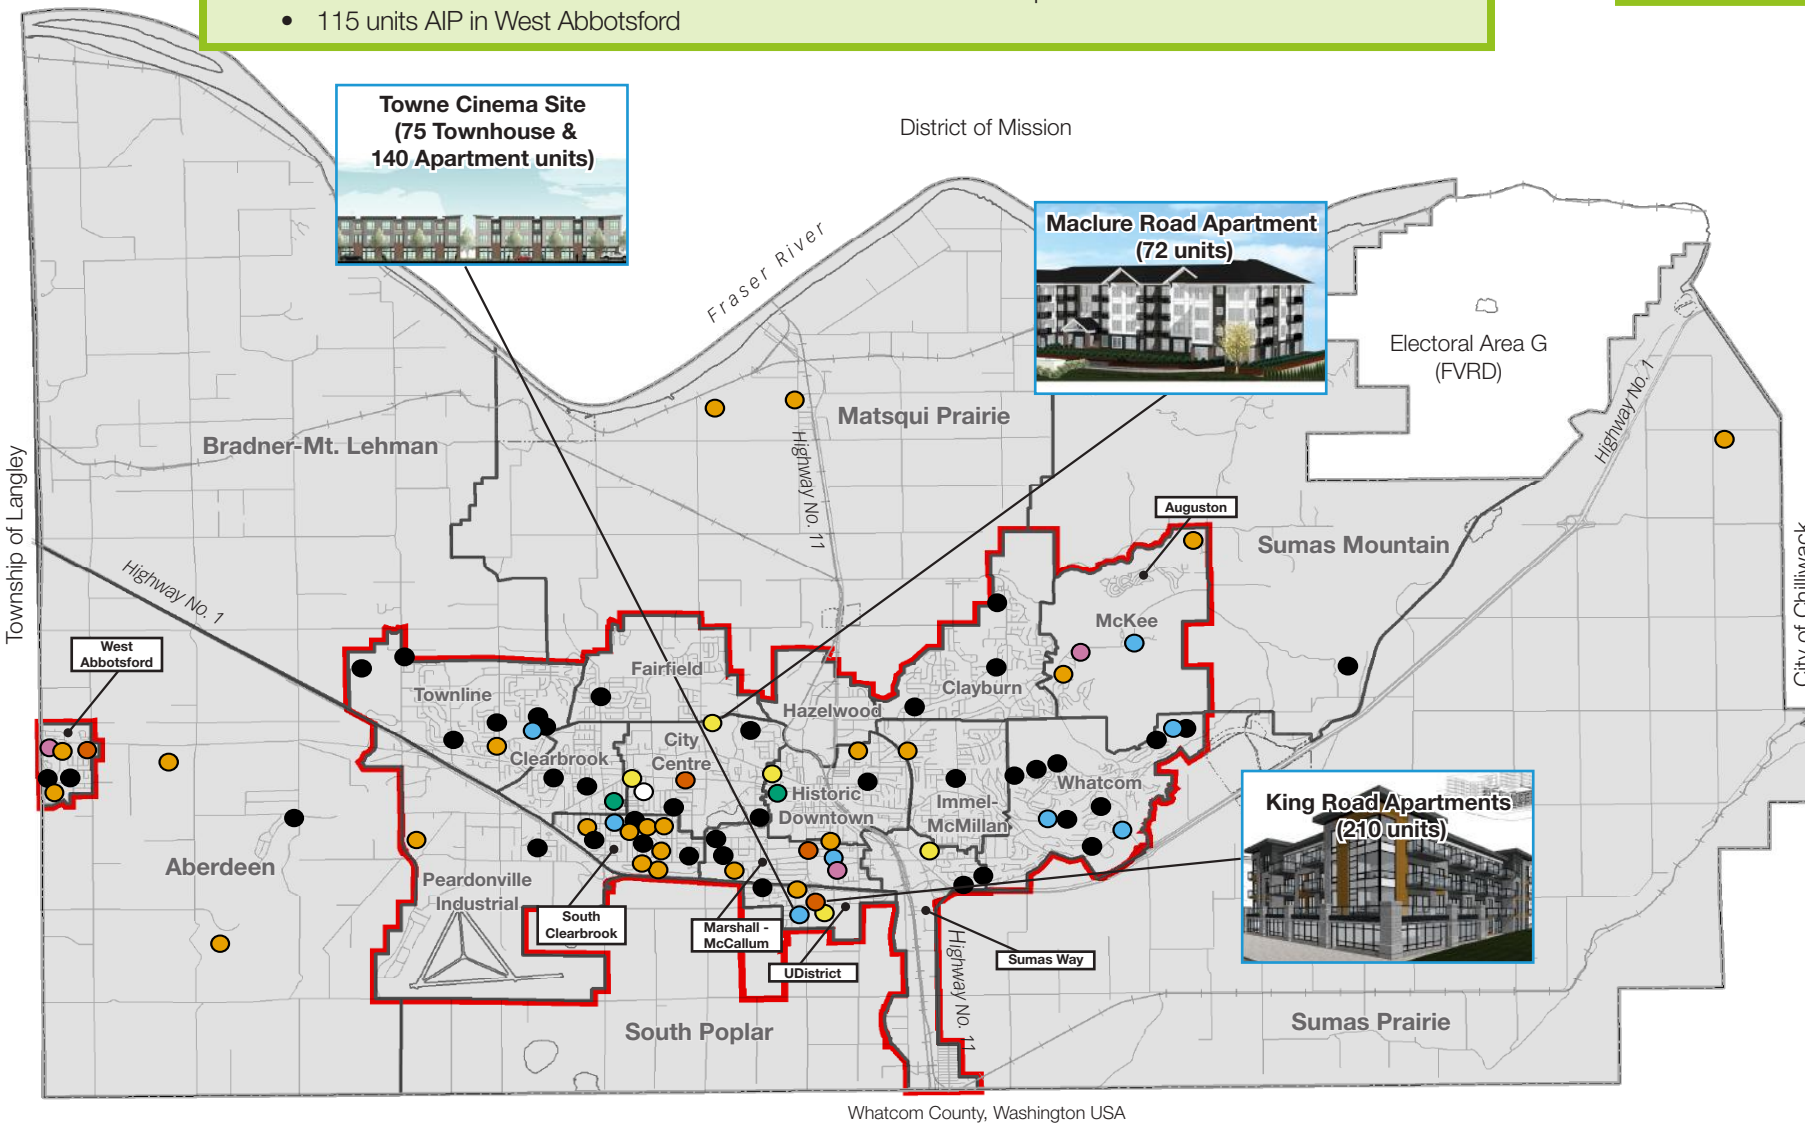 • 115 units AIP in West Abbotsford
Towne Cinema Site
(75 Townhouse &
140 Apartment units)
District of Mission
Maclure Road Apartment
(72 units)
Fraser River
Electoral Area G
(FVRD)
Highway No. 1
Matsqui Prairie
Bradner-Mt. Lehman
Highway No. 11
Township of Langley
Auguston
Sumas Mountain
City of Chilliwack
Highway No. 1
McKee
West
Abbotsford
Fairfield
Townline
Clayburn
Hazelwood
City
Centre
Clearbrook
Whatcom
Historic
Downtown
Immel-
McMillan
King Road Apartments
(210 units)
Aberdeen
Peardonville
Industrial
South
Clearbrook
Marshall -
McCallum
UDistrict
Sumas Way
Highway No. 11
South Poplar
Sumas Prairie
Whatcom County, Washington USA